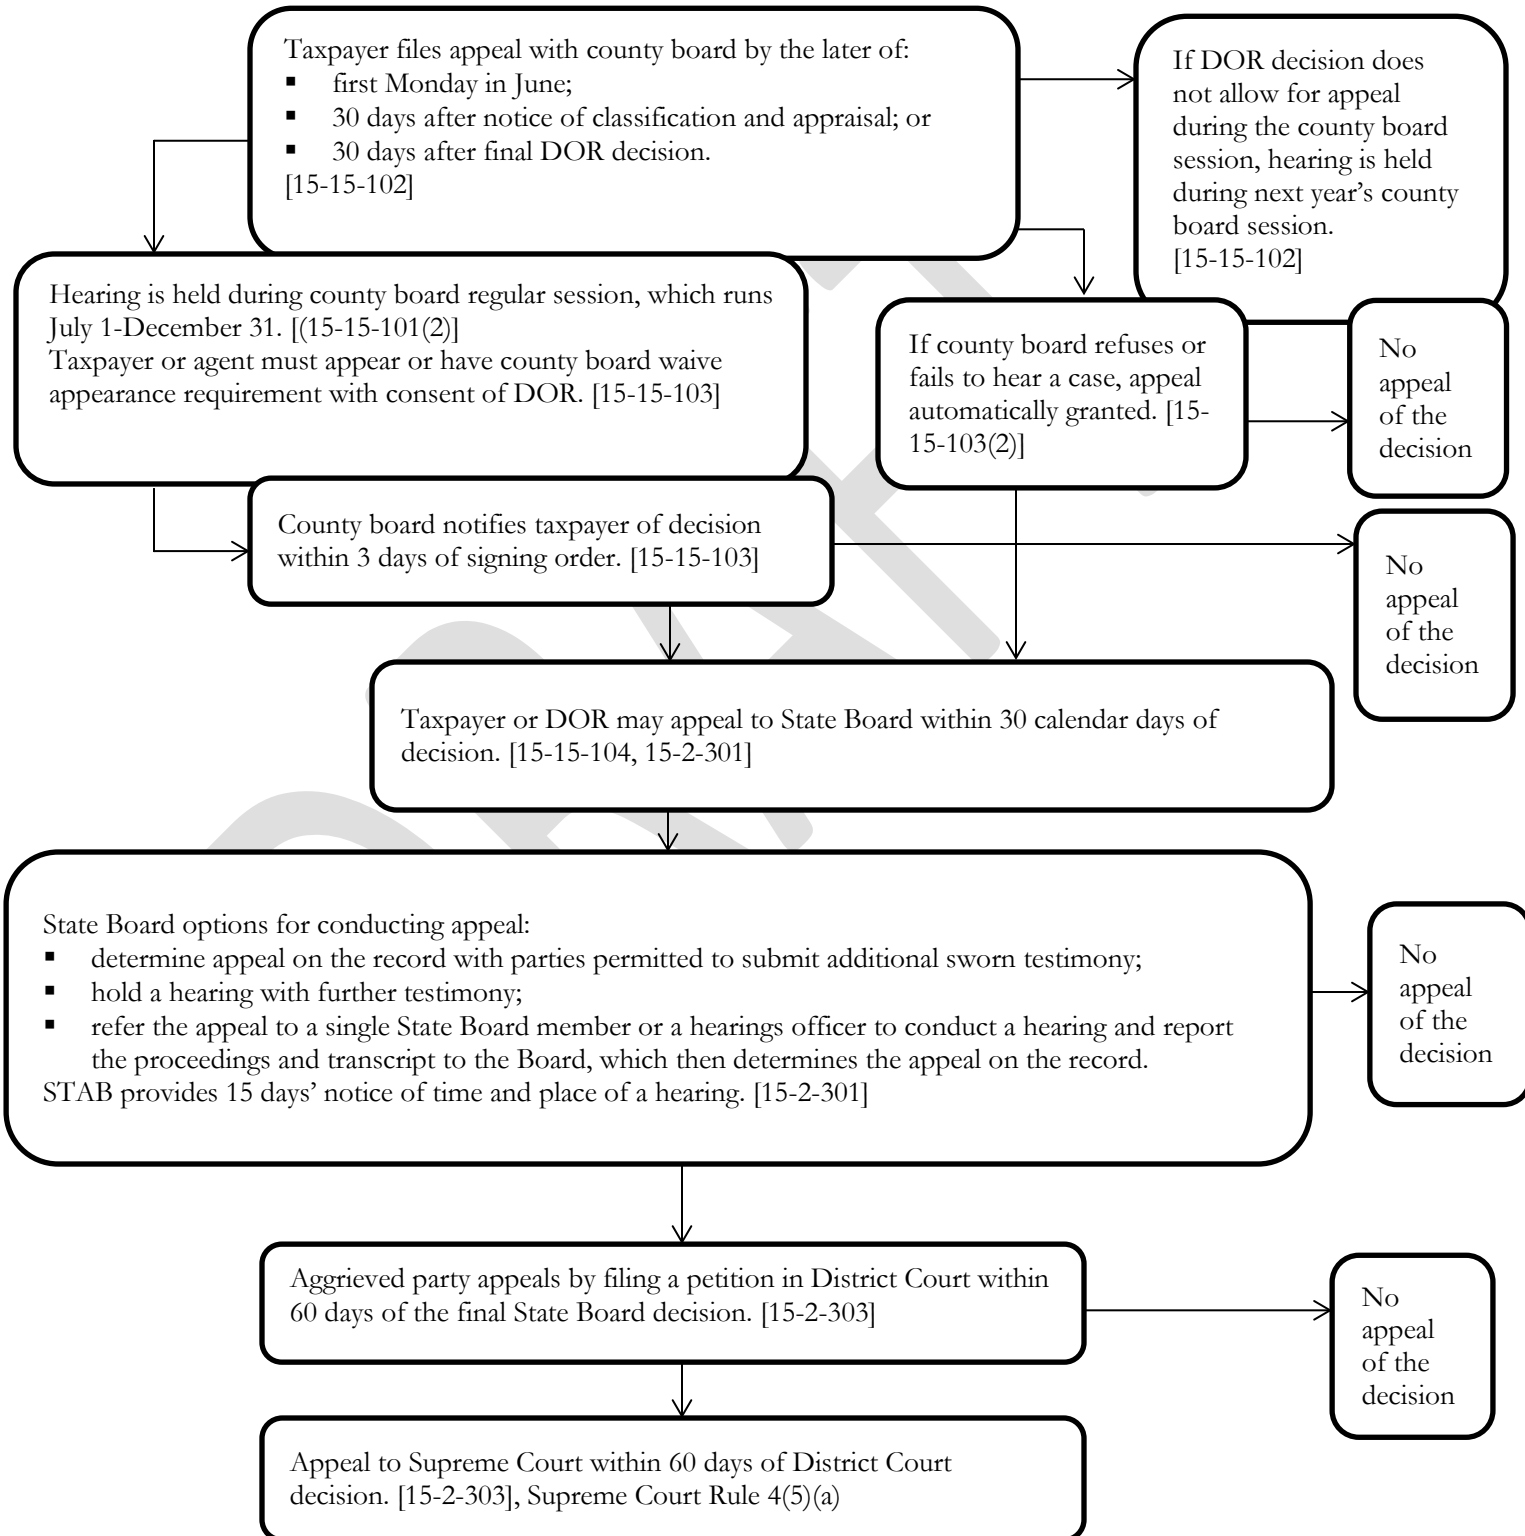 Taxpayer files appeal with county board by the later of:
▪ first Monday in June;
▪ 30 days after notice of classification and appraisal; or
▪ 30 days after final DOR decision.
[15-15-102]
If DOR decision does
not allow for appeal
during the county board
session, hearing is held
during next year’s county
board session.
[15-15-102]
Hearing is held during county board regular session, which runs
July 1-December 31. [(15-15-101(2)]
Taxpayer or agent must appear or have county board waive
appearance requirement with consent of DOR. [15-15-103]
If county board refuses or
fails to hear a case, appeal
automatically granted. [15-
15-103(2)]
No
appeal
of the
decision
County board notifies taxpayer of decision
within 3 days of signing order. [15-15-103]
No
appeal
of the
decision
Taxpayer or DOR may appeal to State Board within 30 calendar days of
decision. [15-15-104, 15-2-301]
State Board options for conducting appeal:
▪ determine appeal on the record with parties permitted to submit additional sworn testimony;
▪ hold a hearing with further testimony;
▪ refer the appeal to a single State Board member or a hearings officer to conduct a hearing and report
the proceedings and transcript to the Board, which then determines the appeal on the record.
STAB provides 15 days’ notice of time and place of a hearing. [15-2-301]
No
appeal
of the
decision
Aggrieved party appeals by filing a petition in District Court within
60 days of the final State Board decision. [15-2-303]
No
appeal
of the
decision
Appeal to Supreme Court within 60 days of District Court
decision. [15-2-303], Supreme Court Rule 4(5)(a)